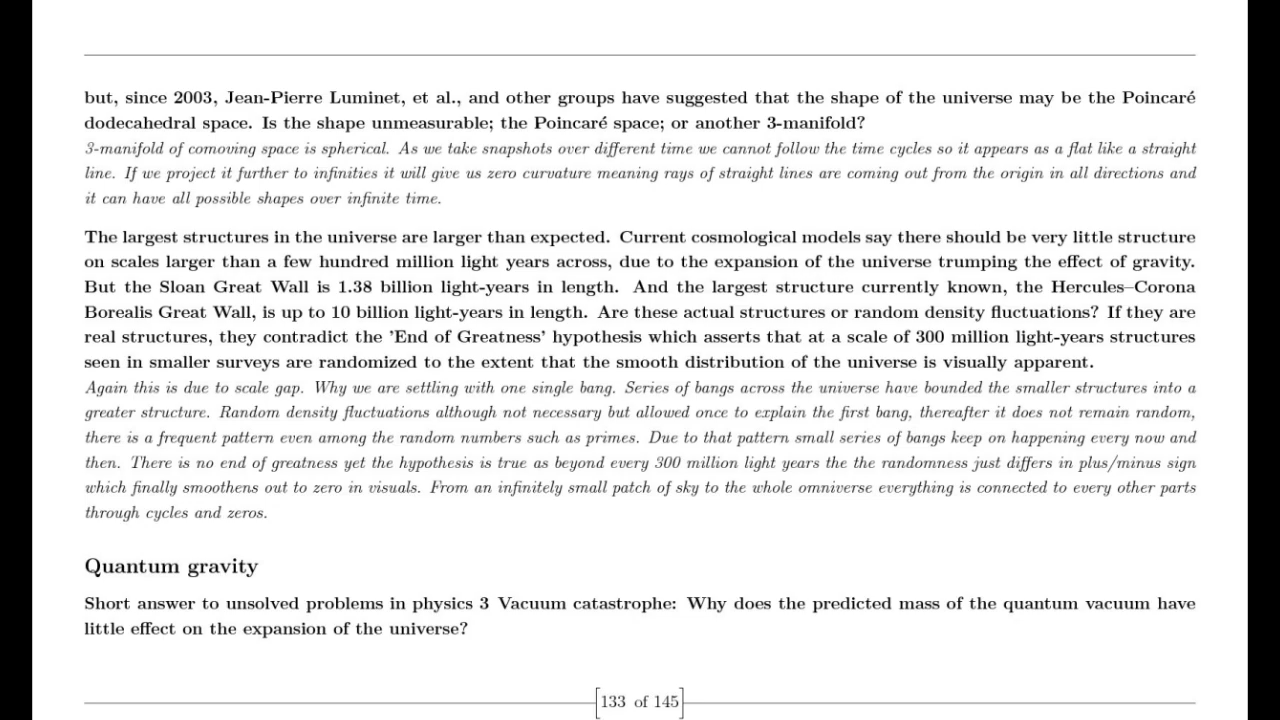 but, since 2003, Jean-Pierre Luminet, et al., and other groups have suggested that the shape of the universe may be the Poincaré
dodecahedral space. Is the shape unmeasurable; the Poincaré space; or another 3-manifold?
3-manifold of comoving space is spherical. As we take snapshots over different time we cannot follow the time cycles so it appears as a flat like a straight
line. If we project it further to infinities it will give us zero curvature meaning rays of straight lines are coming out from the origin in all directions and
it can have all possible shapes over infinite time.
The largest structures in the universe are larger than expected. Current cosmological models say there should be very little structure
on scales larger than a few hundred million light years across, due to the expansion of the universe trumping the effect of gravity.
But the Sloan Great Wall is 1.38 billion light-years in length. And the largest structure currently known, the Hercules–Corona
Borealis Great Wall, is up to 10 billion light-years in length. Are these actual structures or random density fluctuations? If they are
real structures, they contradict the 'End of Greatness' hypothesis which asserts that at a scale of 300 million light-years structures
seen in smaller surveys are randomized to the extent that the smooth distribution of the universe is visually apparent.
Again this is due to scale gap. Why we are settling with one single bang. Series of bangs across the universe have bounded the smaller structures into a
greater structure. Random density fluctuations although not necessary but allowed once to explain the first bang, thereafter it does not remain random,
there is a frequent pattern even among the random numbers such as primes. Due to that pattern small series of bangs keep on happening every now and
then. There is no end of greatness yet the hypothesis is true as beyond every 300 million light years the the randomness just differs in plus/minus sign
which finally smoothens out to zero in visuals. From an infinitely small patch of sky to the whole omniverse everything is connected to every other parts
through cycles and zeros.
Quantum gravity
Short answer to unsolved problems in physics 3 Vacuum catastrophe: Why does the predicted mass of the quantum vacuum have
little effect on the expansion of the universe?
133 of 145